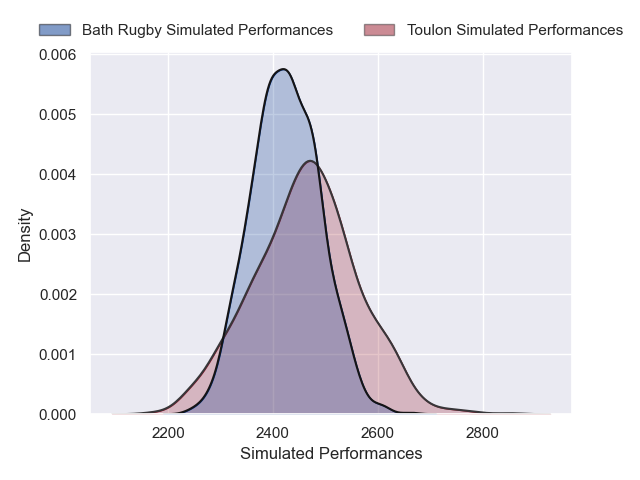 Bath Rugby Simulated Performances
Toulon Simulated Performances
0.006
0.005
0.004
0.003
0.002
0.001
0.000
Density
2200
2400
2600
2800
Simulated Performances